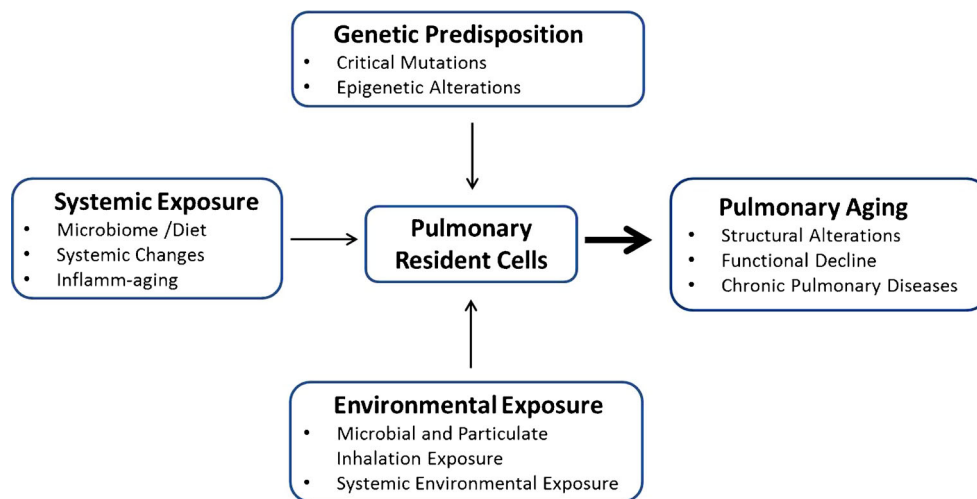 Genetic Predisposition
• Critical Mutations
• Epigenetic Alterations
Systemic Exposure
• Microbiome /Diet
• Systemic Changes
• Inflamm-aging
Pulmonary
Resident Cells
Pulmonary Aging
• Structural Alterations
• Functional Decline
• Chronic Pulmonary Diseases
Environmental Exposure
• Microbial and Particulate
Inhalation Exposure
• Systemic Environmental Exposure